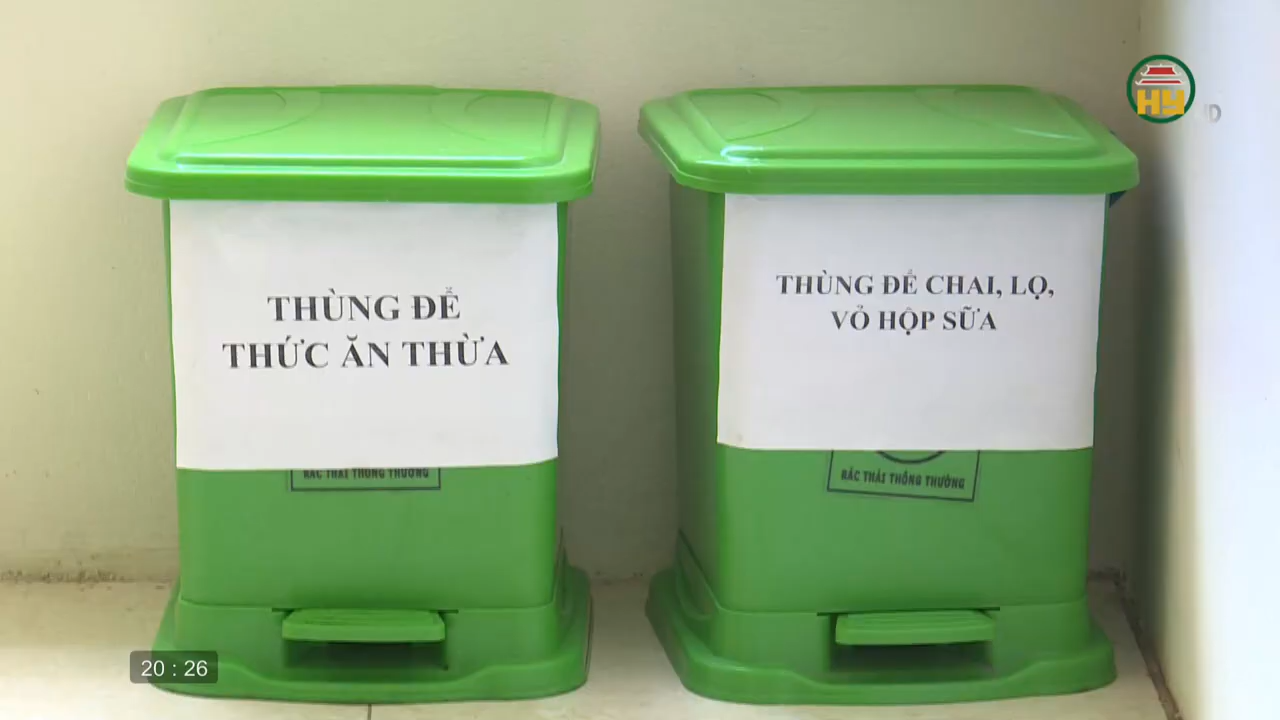 HY
HD
THÙNG ĐỂ
THỨC ĂN THỪA
THÙNG ĐỂ CHAI, LỌ,
VỎ HỘP SỮA
RÁC THẢI THÔNG THƯỜNG
RÁC THẢI THÔNG THƯỜNG
20 : 26